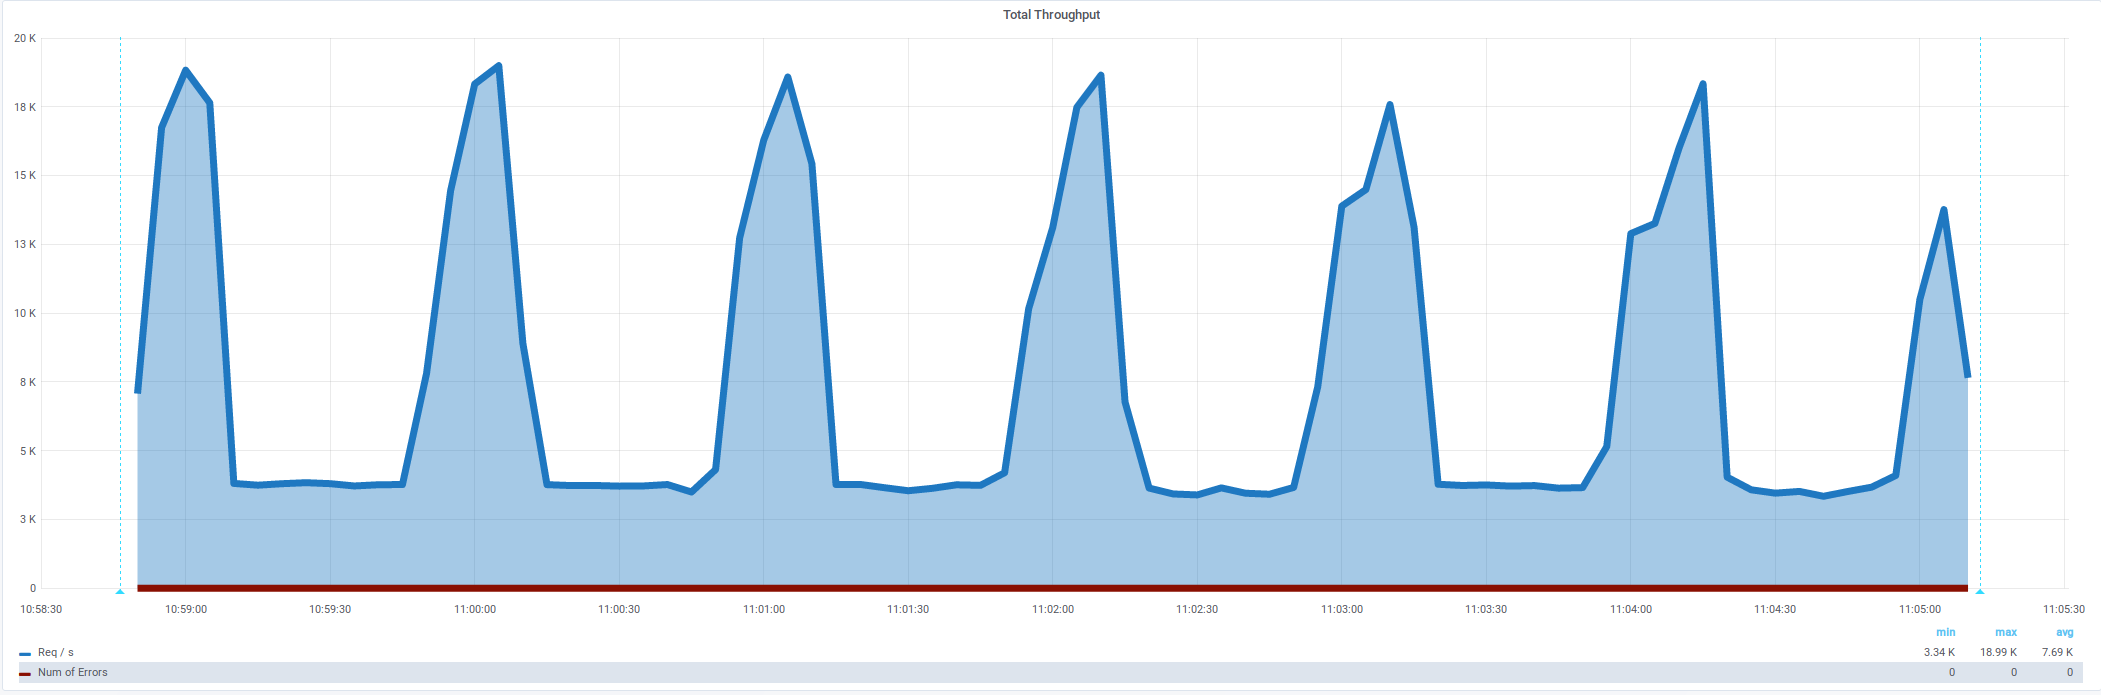 Total Throughput
20 K
18 K
15 K
13 K
10 K
8 K
5 K
3 K
0
10:58:30 10:59:00 10:59:30 11:00:00 11:00:30 11:01:00 11:01:30 11:02:00 11:02:30 11:03:00 11:03:30 11:04:00 11:04:30 11:05:00 11:05:30
min max avg
Req / s 3.34 K 18.99 K 7.69 K
Num of Errors 0 0 0